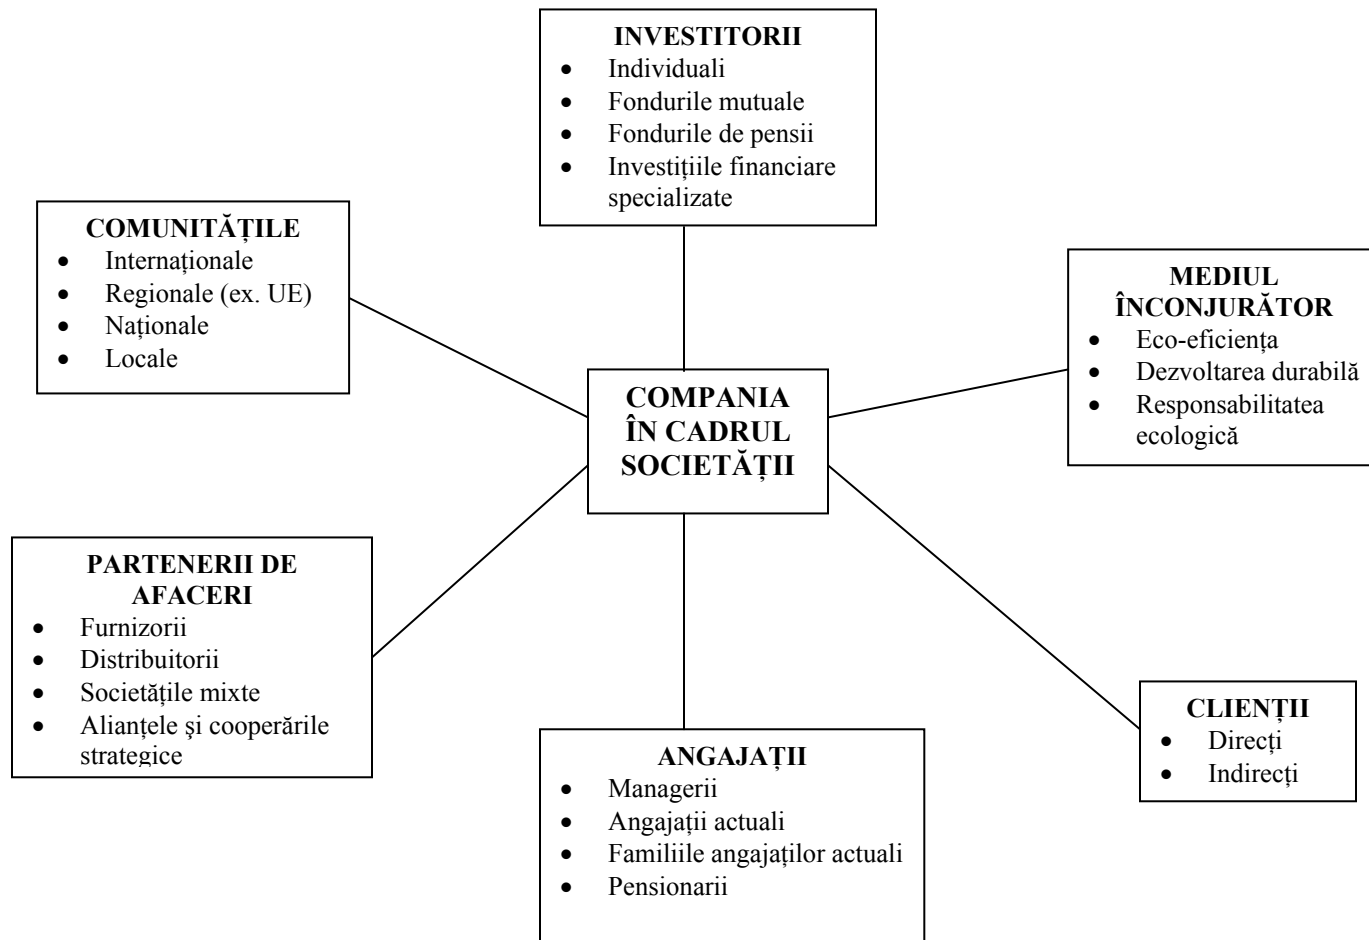 INVESTITORII
• Individuali
• Fondurile mutuale
• Fondurile de pensii
• Investițiile financiare
specializate
COMUNITĂȚILE
• Internaționale
• Regionale (ex. UE)
• Naționale
• Locale
MEDIUL
ÎNCONJURĂTOR
• Eco-eficiența
• Dezvoltarea durabilă
• Responsabilitatea
ecologică
COMPANIA
ÎN CADRUL
SOCIETĂȚII
PARTENERII DE
AFACERI
• Furnizorii
• Distribuitorii
• Societățile mixte
• Alianțele şi cooperările
strategice
ANGAJAȚII
• Managerii
• Angajații actuali
• Familiile angajaților actuali
• Pensionarii
CLIENȚII
• Direcți
• Indirecți